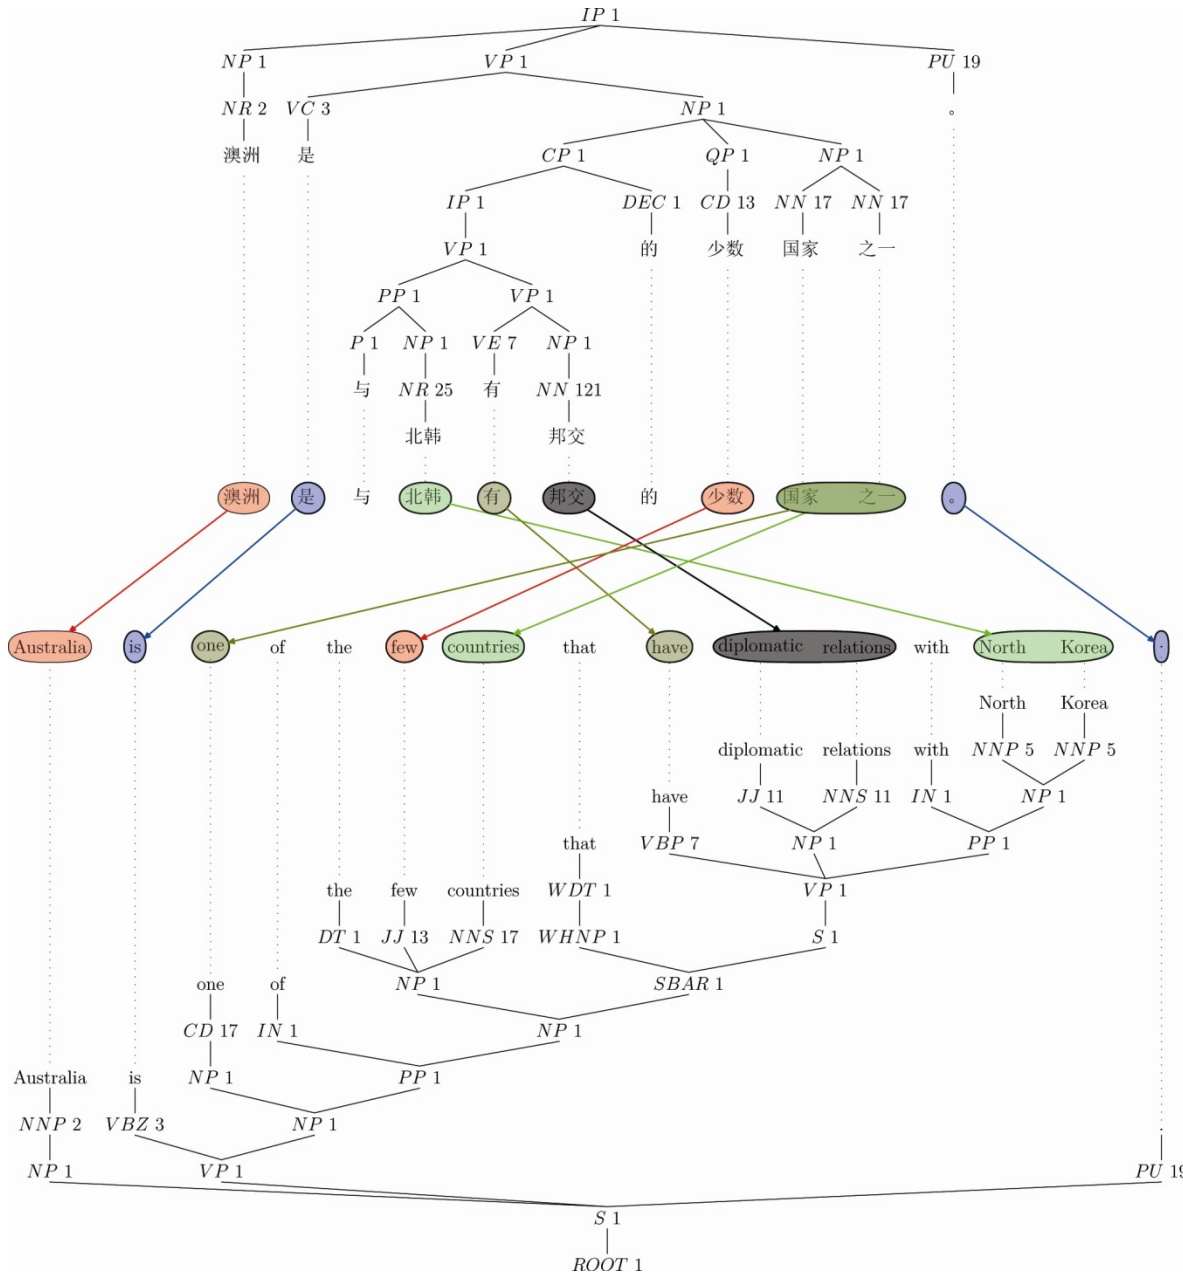 IP 1
NP 1 VP 1 PU 19
NR 2 VC 3 NP 1 。
澳洲 是 CP 1 QP 1 NP 1
IP 1 DEC 1 CD 13 NN 17 NN 17
VP 1 的 少数 国家 之一
PP 1 VP 1
P 1 NP 1 VE 7 NP 1
与 NR 25 有 NN 121
北韩 邦交
澳洲 是 与 北韩 有 邦交 的 少数 国家 之一 。
Australia is one of the few countries that have diplomatic relations with North Korea .
North Korea
diplomatic relations with NNP 5 NNP 5
have JJ 11 NNS 11 IN 1 NP 1
that VBP 7 NP 1 PP 1
the few countries WDT 1 VP 1
DT 1 JJ 13 NNS 17 WHNP 1 S 1
one of NP 1 SBAR 1
CD 17 IN 1 NP 1
Australia is NP 1 PP 1
NNP 2 VBZ 3 NP 1 .
NP 1 VP 1 PU 19
S 1
ROOT 1